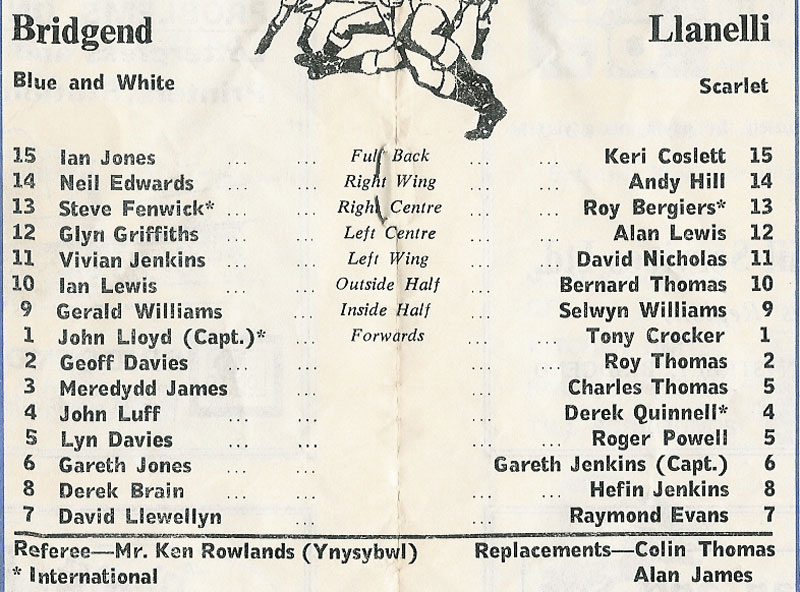 Bridgend Llanelli
Blue and White Scarlet
15 Ian Jones ... ... Full Back ... ... Keri Coslett 15
14 Neil Edwards ... ... Right Wing ... ... Andy Hill 14
13 Steve Fenwick* ... ... Right Centre ... ... Roy Bergiers* 13
12 Glyn Griffiths ... ... Left Centre ... ... Alan Lewis 12
11 Vivian Jenkins ... ... Left Wing ... ... David Nicholas 11
10 Ian Lewis ... ... Outside Half ... ... Bernard Thomas 10
9 Gerald Williams ... Inside Half ... ... Selwyn Williams 9
1 John Lloyd (Capt.)* ... Forwards ... ... Tony Crocker 1
2 Geoff Davies ... ... ... ... Roy Thomas 2
3 Meredydd James ... ... ... Charles Thomas 5
4 John Luff ... ... ... ... Derek Quinnell* 4
5 Lyn Davies ... ... ... ... Roger Powell 5
6 Gareth Jones ... ... Gareth Jenkins (Capt.) 6
8 Derek Brain ... ... ... ... Hefin Jenkins 8
7 David Llewellyn ... ... ... Raymond Evans 7
Referee—Mr. Ken Rowlands (Ynysybwl) Replacements—Colin Thomas
* International Alan James